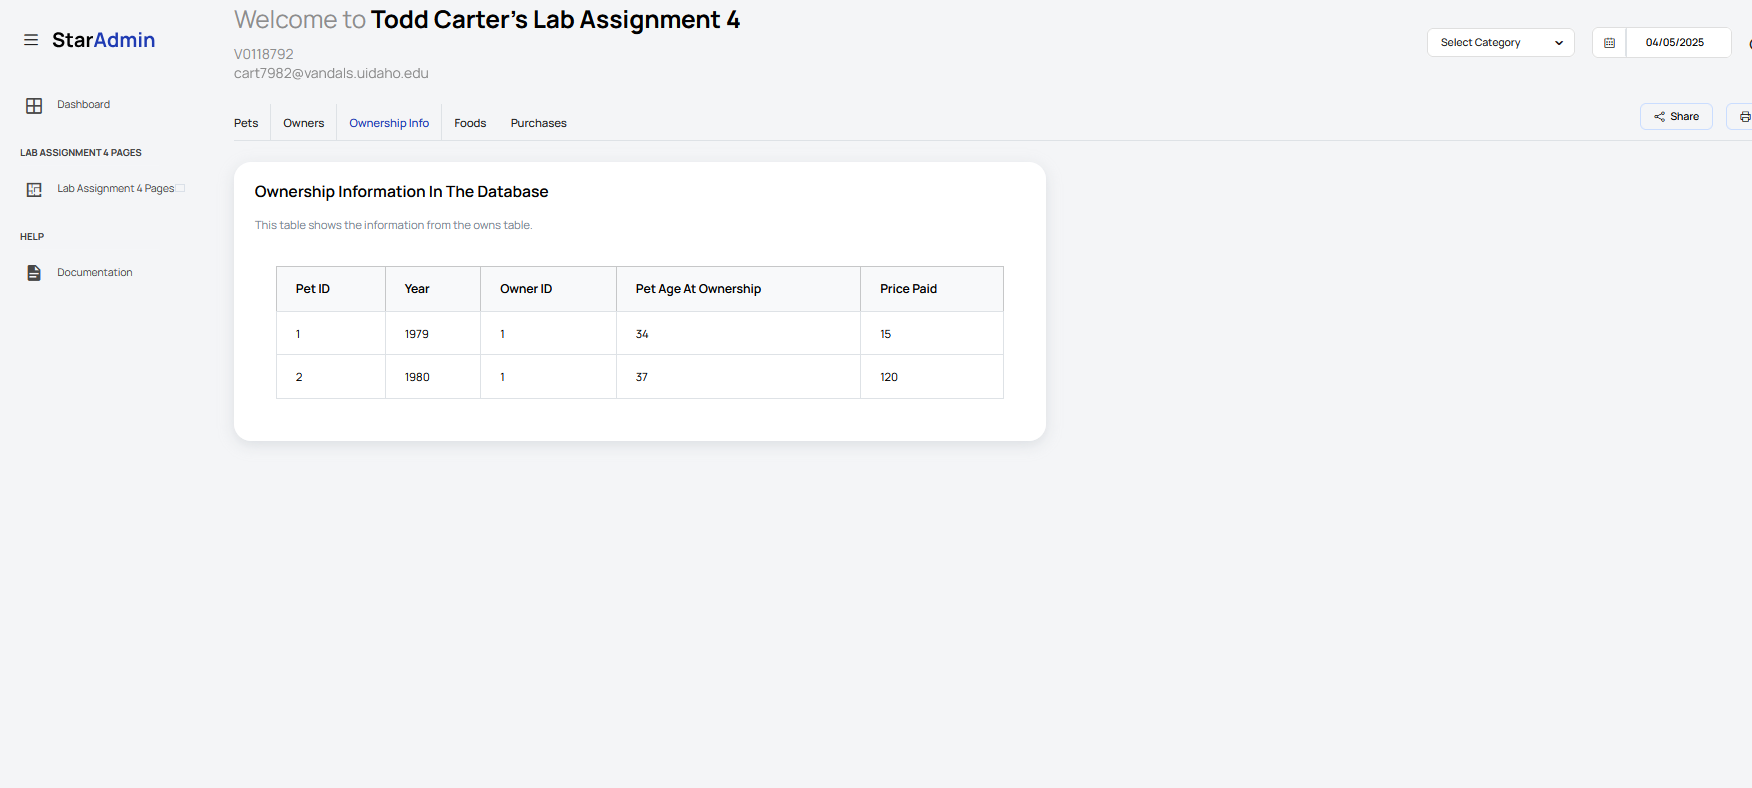 Welcome to Todd Carter's Lab Assignment 4
StarAdmin
V0118792
cart7982@vandals.uidaho.edu
Select Category
04/05/2025
Dashboard
LAB ASSIGNMENT 4 PAGES
Lab Assignment 4 Pages
HELP
Documentation
Pets Owners Ownership Info Foods Purchases
Share
Ownership Information In The Database
This table shows the information from the owns table.
Pet ID Year Owner ID Pet Age At Ownership Price Paid
1 1979 1 34 15
2 1980 1 37 120